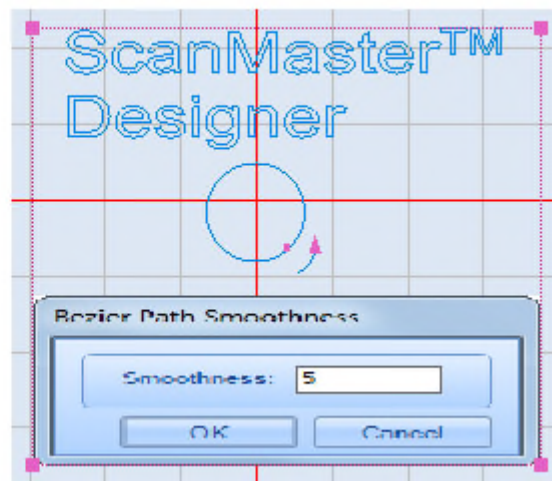 ScanMaster™
Designer
Bezier Path Smoothness
Smoothness: 5
OK Cancel